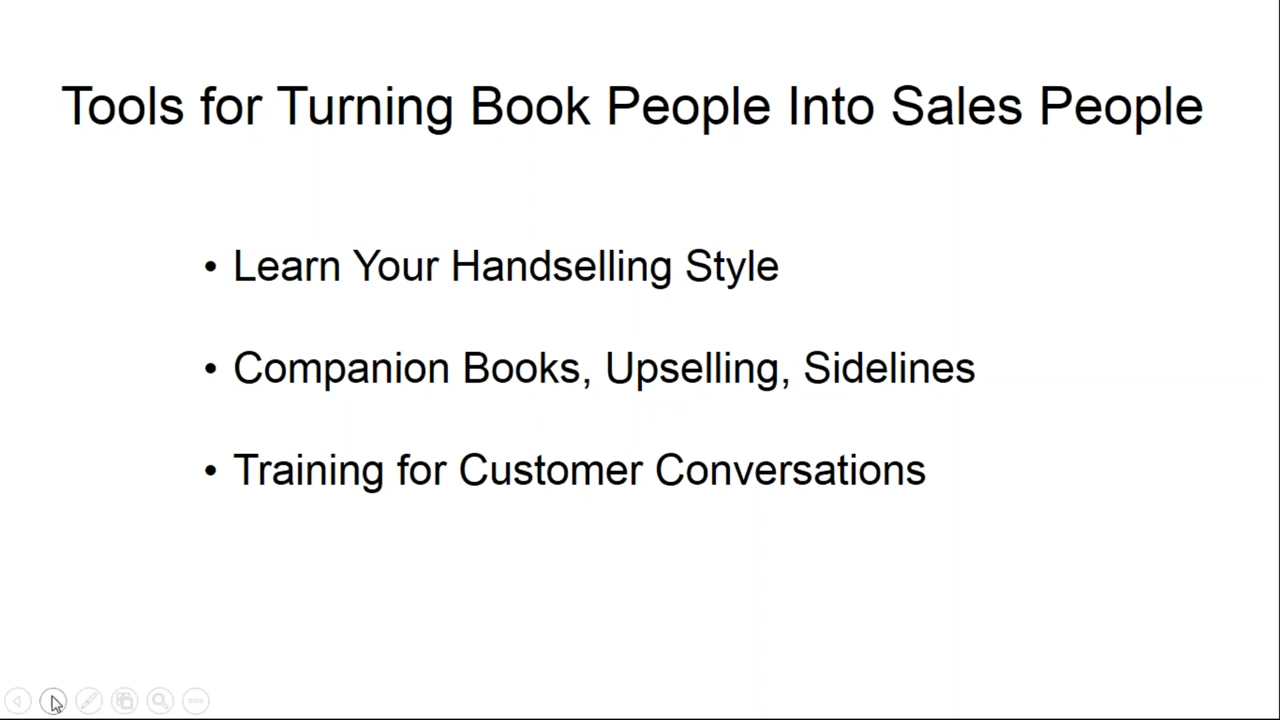 Tools for Turning Book People Into Sales People
• Learn Your Handselling Style
• Companion Books, Upselling, Sidelines
• Training for Customer Conversations